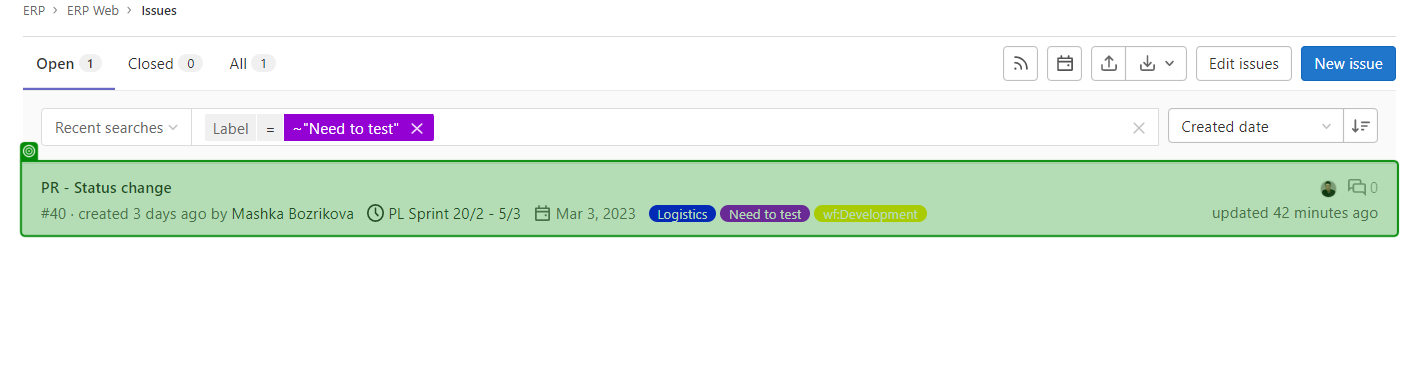 ERP > ERP Web > Issues
Open 1 Closed 0 All 1 Edit issues New issue
Recent searches Label = ~"Need to test" Created date
PR - Status change 0
#40 · created 3 days ago by Mashka Bozrikova PL Sprint 20/2 - 5/3 Mar 3, 2023 Logistics Need to test wf:Development updated 42 minutes ago